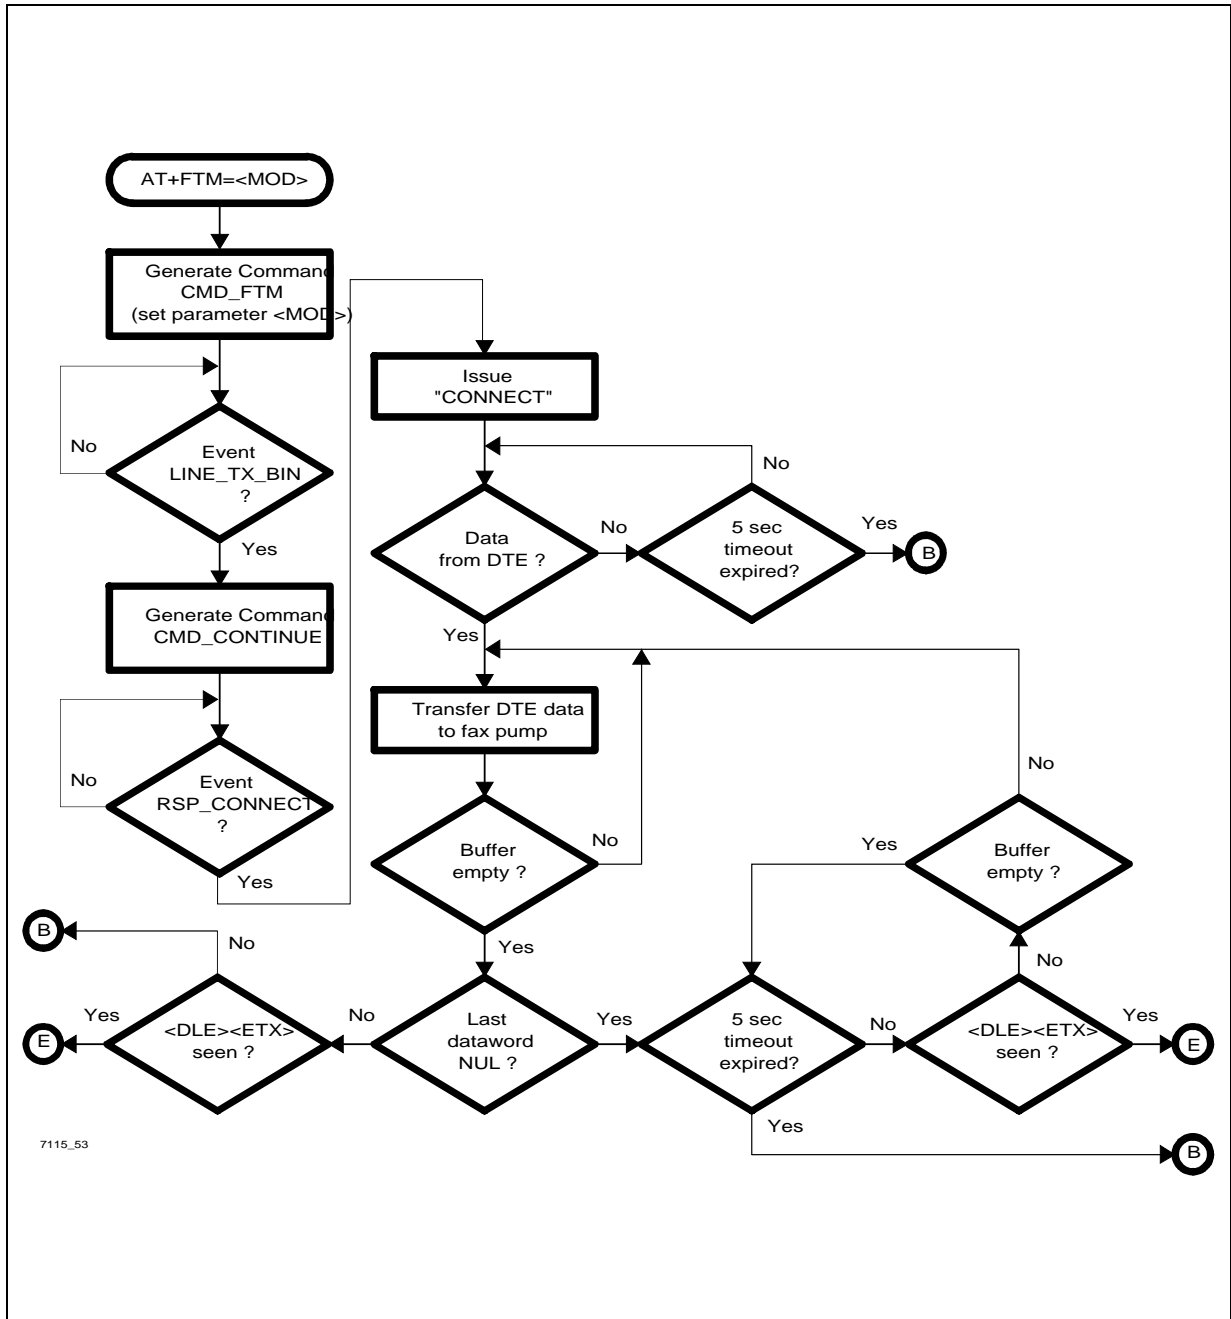 AT+FTM=<MOD>
Generate Command
CMD_FTM
(set parameter <MOD>)
No
Event
LINE_TX_BIN
?
Yes
Generate Command
CMD_CONTINUE
No
Event
RSP_CONNECT
?
Yes
Issue
"CONNECT"
No
Data
from DTE ?
No
5 sec
timeout
expired?
Yes
B
Yes
Transfer DTE data
to fax pump
Buffer
empty ?
No
Yes
No
Buffer
empty ?
Yes
No
B
No
Yes
E
<DLE><ETX>
seen ?
No
Last
dataword
NUL ?
Yes
5 sec
timeout
expired?
No
<DLE><ETX>
seen ?
Yes
E
Yes
B
7115_53